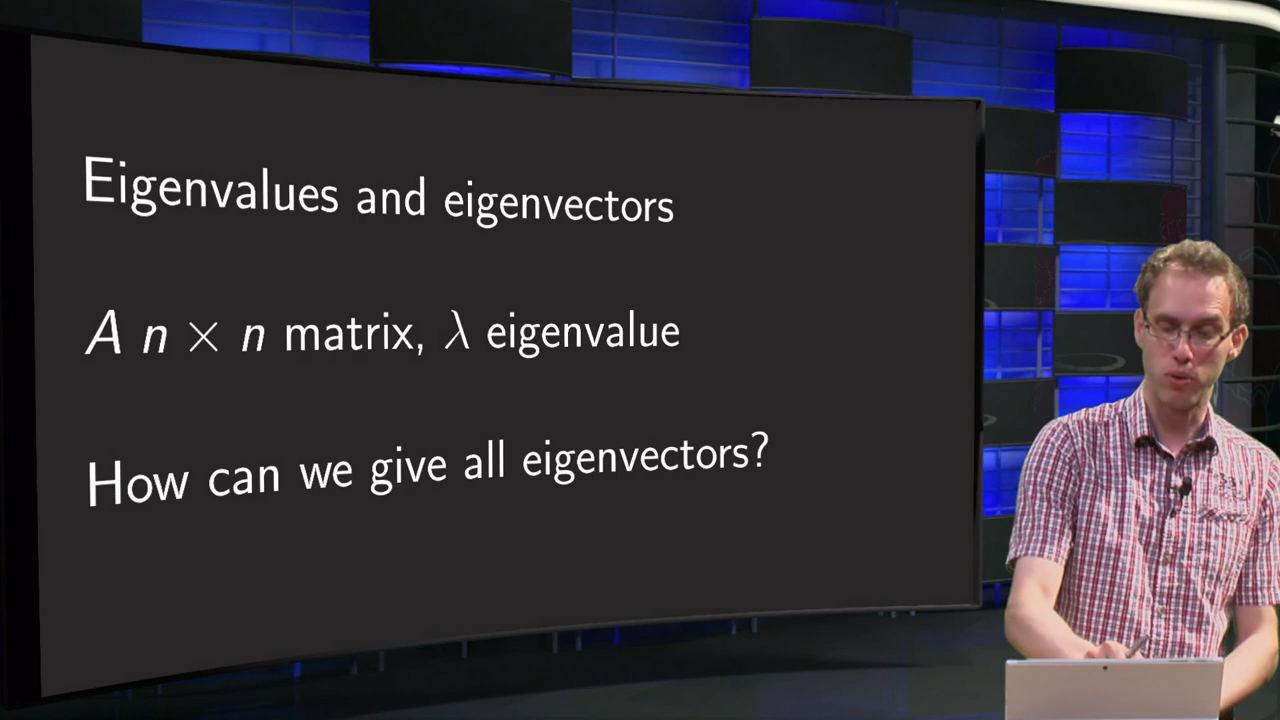 Eigenvalues and eigenvectors
A n × n matrix, λ eigenvalue
How can we give all eigenvectors?